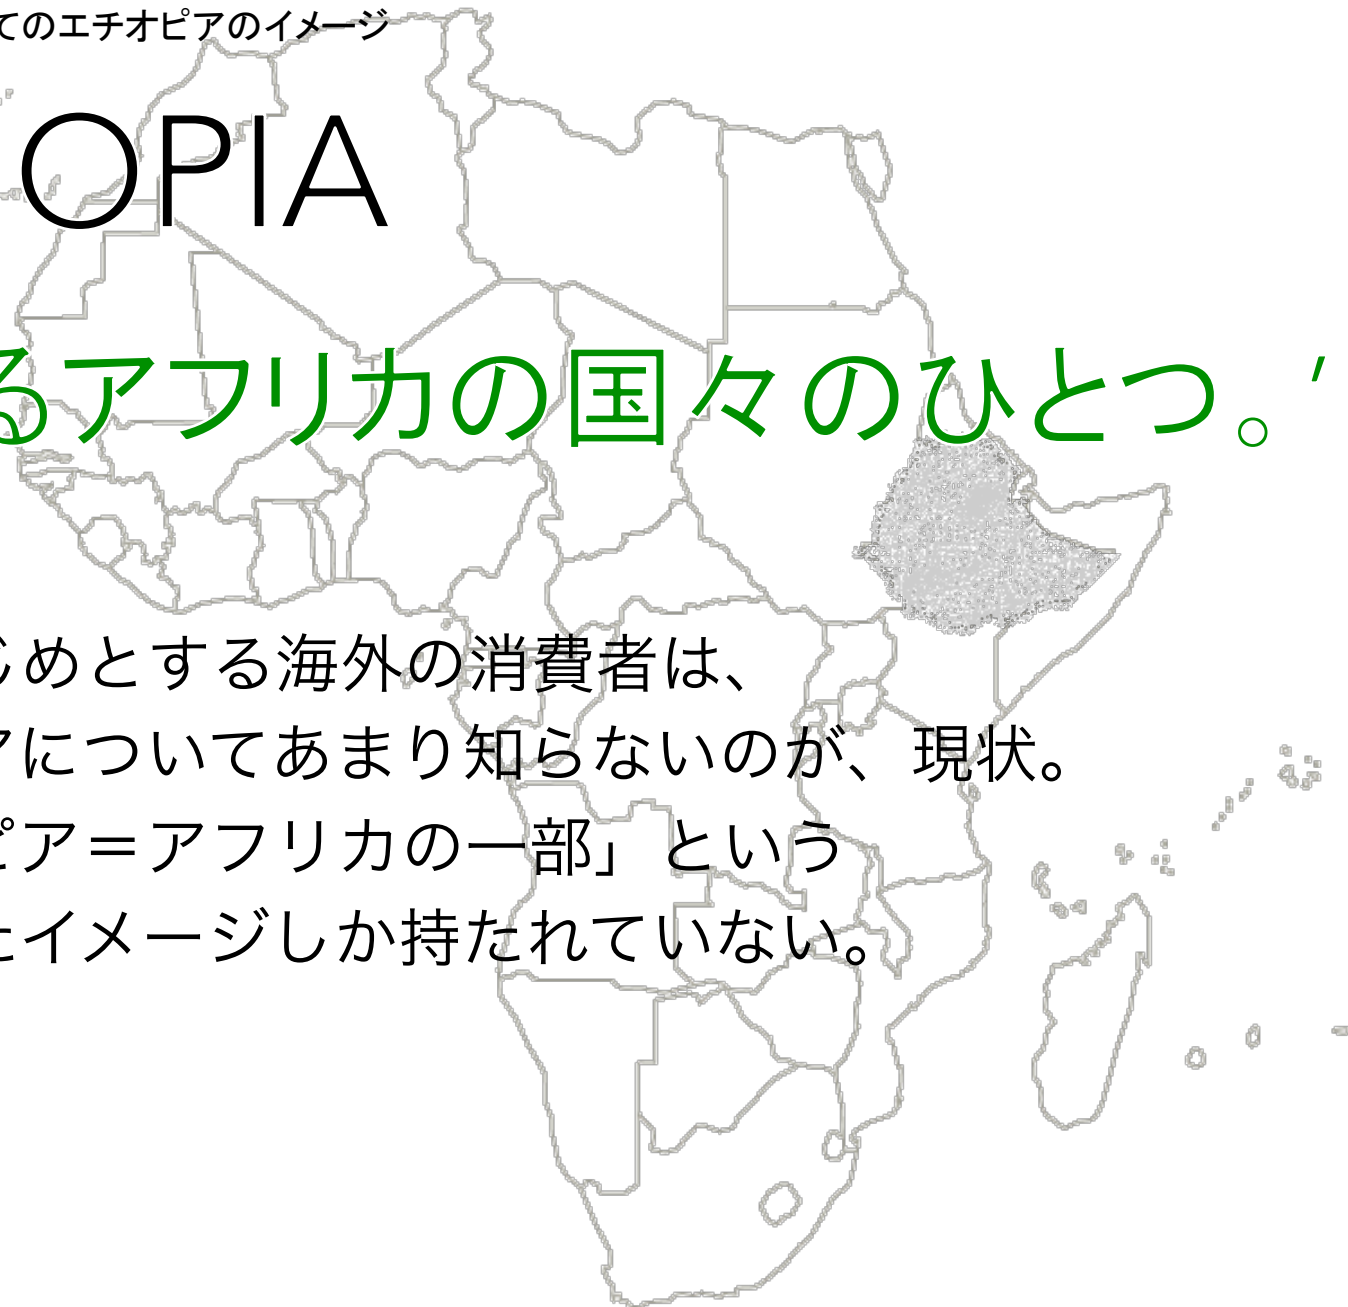 てのエチオピアのイメージ
OPIA
るアフリカの国々のひとつ。’
じめとする海外の消費者は、
アについてあまり知らないのが、現状。
ピア＝アフリカの一部」という
たイメージしか持たれていない。